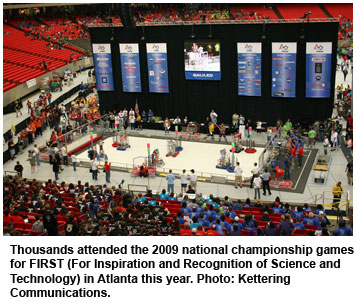 GALILEO
Thousands attended the 2009 national championship games
for FIRST (For Inspiration and Recognition of Science and
Technology) in Atlanta this year. Photo: Kettering
Communications.